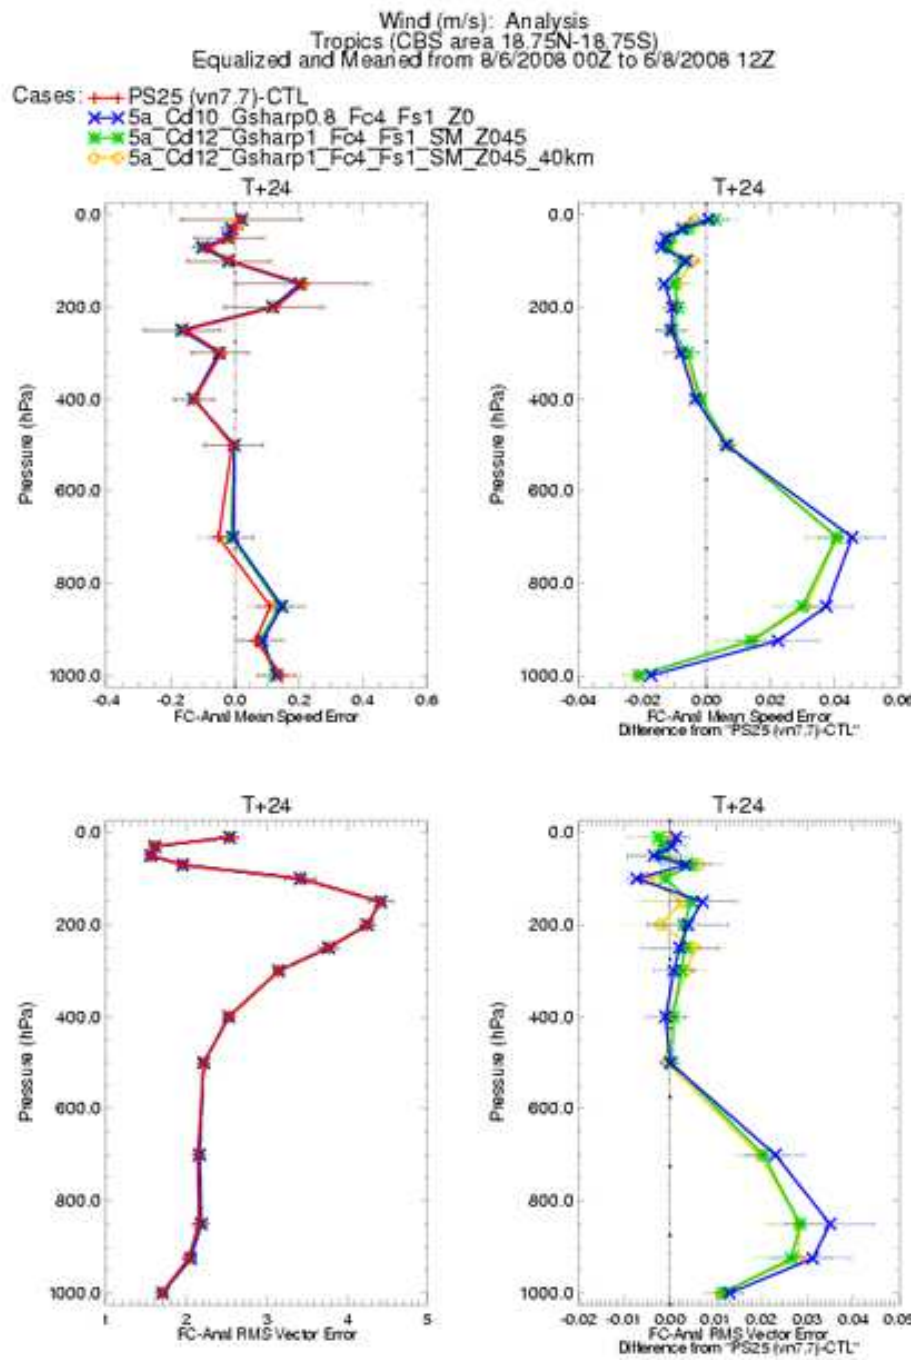 Wind (m/s): Analysis
Tropics (CBS area 18.75N-18.75S)
Equalized and Meaned from 8/6/2008 00Z to 6/8/2008 12Z
Cases: PS25 (vn7.7)-CTL
5a_Cd10_Gsharp0.8_Fc4_Fs1_Z0
5a_Cd12_Gsharp1_Fc4_Fs1_SM_Z045
5a_Cd12_Gsharp1_Fc4_Fs1_SM_Z045_40km
T+24
0.0
200.0
400.0
600.0
800.0
1000.0
Pressure (hPa)
-0.4 -0.2 0.0 0.2 0.4 0.6
FC-Anal Mean Speed Error
T+24
0.0
200.0
400.0
600.0
800.0
1000.0
Pressure (hPa)
-0.04 -0.02 0.00 0.02 0.04 0.06
FC-Anal Mean Speed Error
Difference from "PS25 (vn7.7)-CTL"
T+24
0.0
200.0
400.0
600.0
800.0
1000.0
Pressure (hPa)
1 2 3 4 5
FC-Anal RMS Vector Error
T+24
0.0
200.0
400.0
600.0
800.0
1000.0
Pressure (hPa)
-0.02 -0.01 0.00 0.01 0.02 0.03 0.04 0.05
FC-Anal RMS Vector Error
Difference from "PS25 (vn7.7)-CTL"